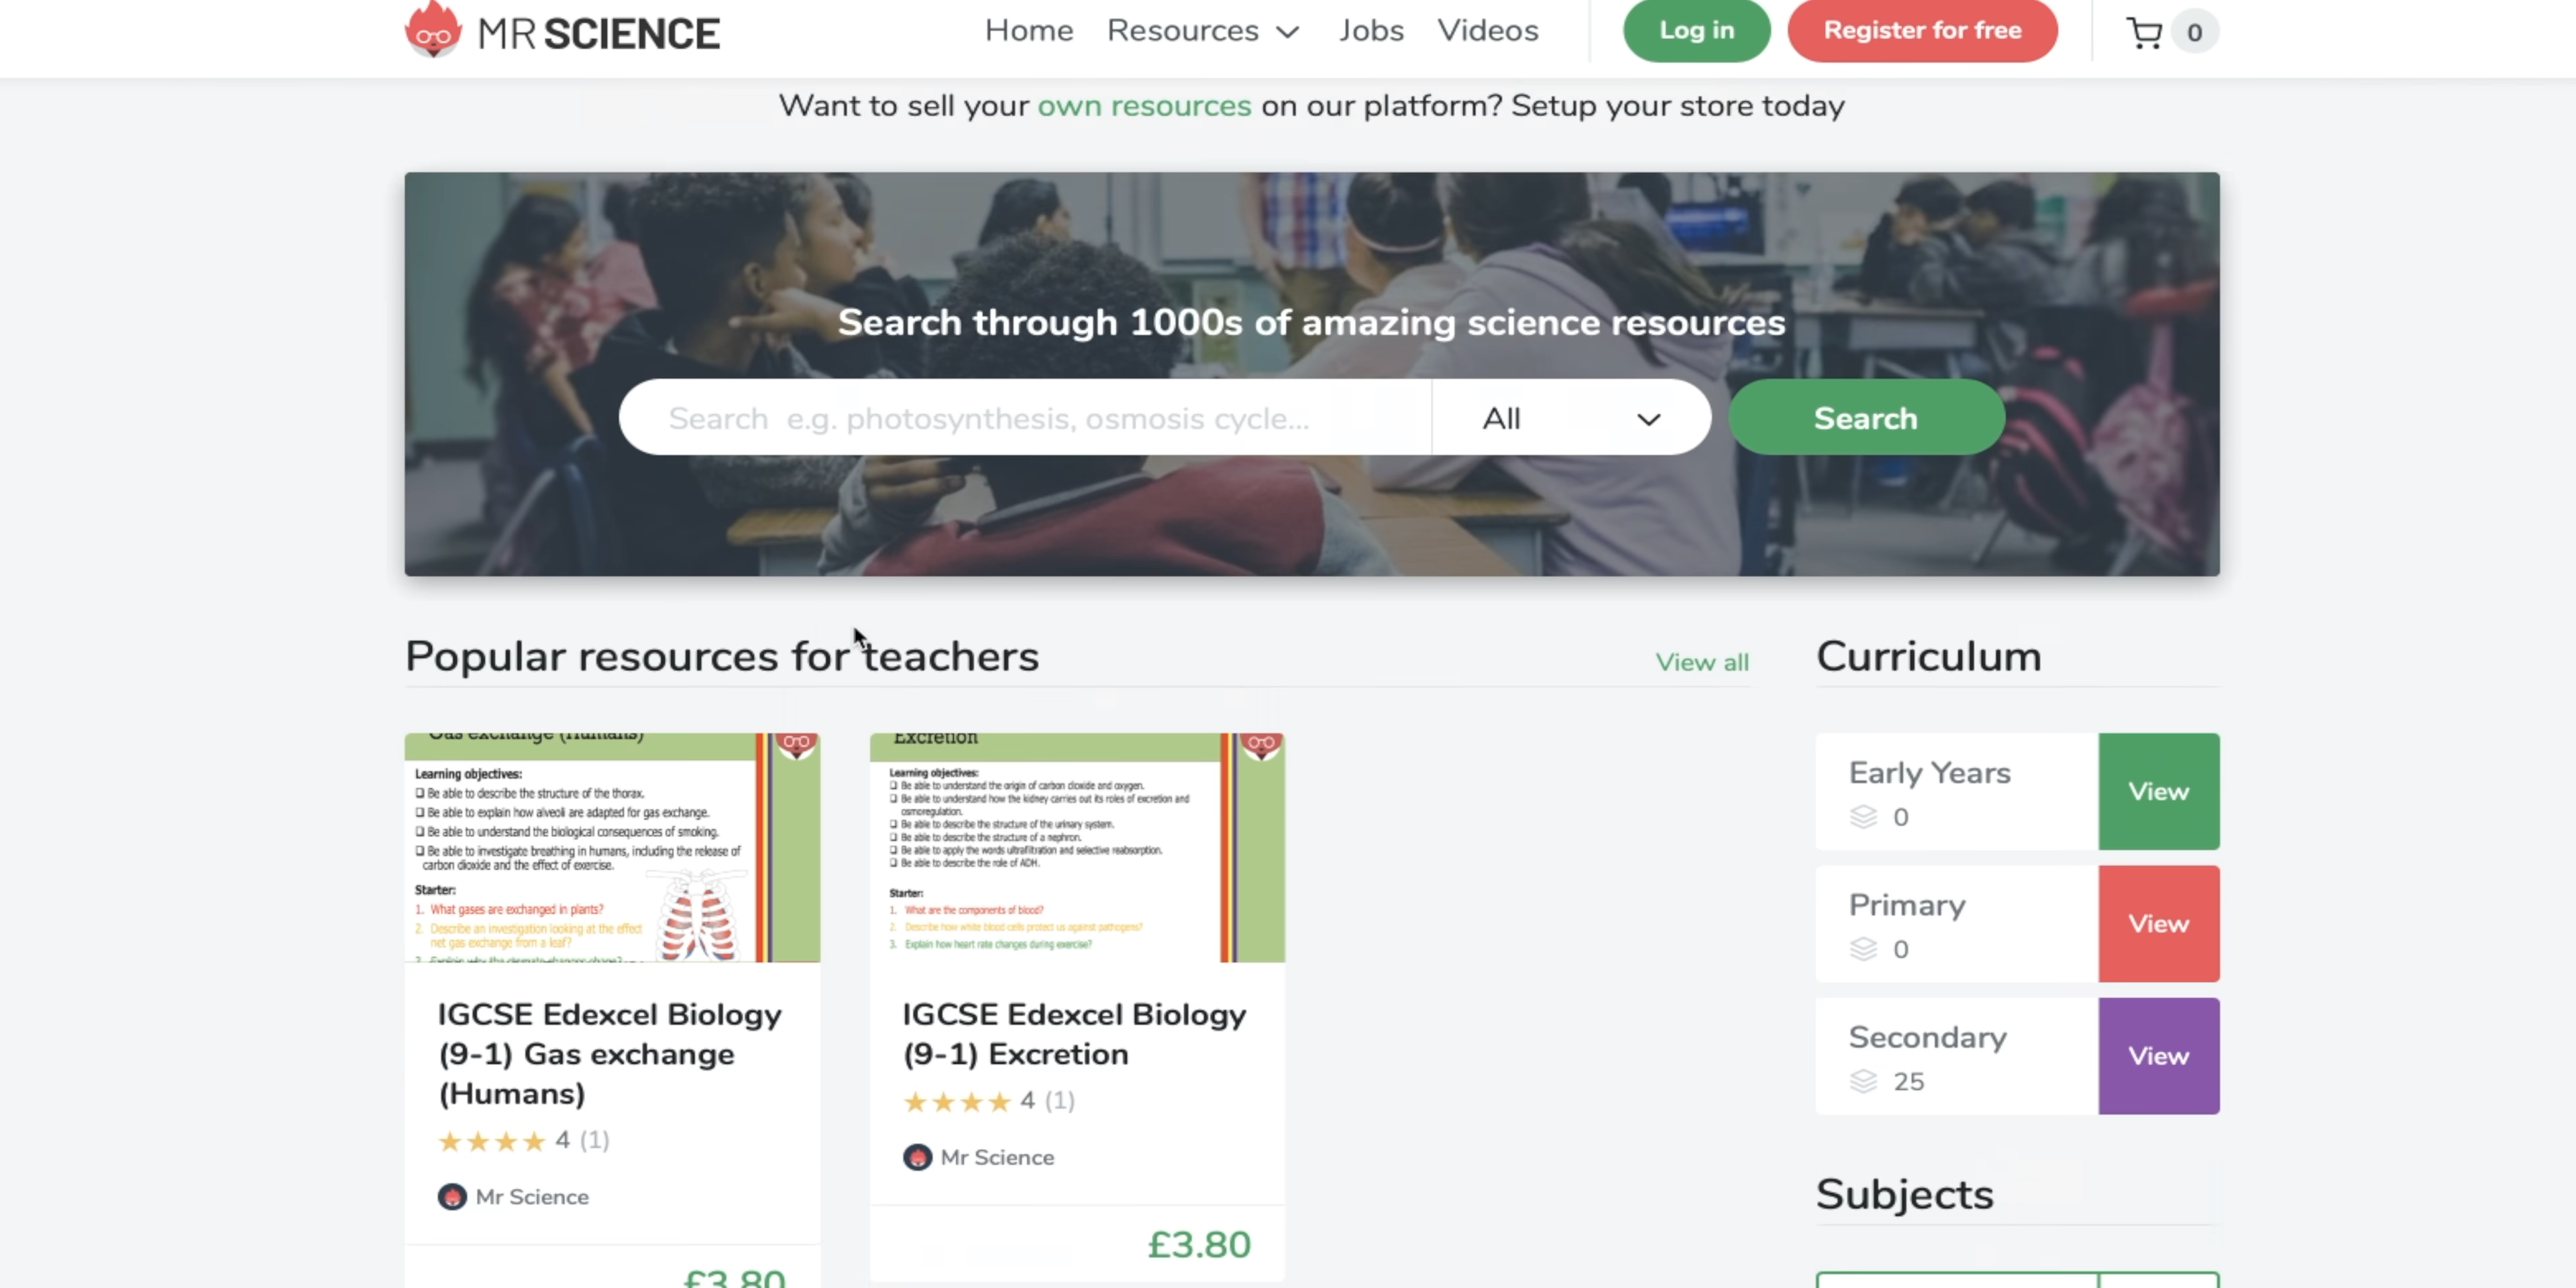 MR SCIENCE
Home Resources Jobs Videos Log in Register for free 0
Want to sell your own resources on our platform? Setup your store today
Search through 1000s of amazing science resources
Search e.g. photosynthesis, osmosis cycle... All Search
Popular resources for teachers View all
Gas exchange (Humans)
Learning objectives:
❑ Be able to describe the structure of the thorax.
❑ Be able to explain how alveoli are adapted for gas exchange.
❑ Be able to understand the biological consequences of smoking.
❑ Be able to investigate breathing in humans, including the release of
carbon dioxide and the effect of exercise.
Starter:
1. What gases are exchanged in plants?
2. Describe an investigation looking at the effect
net gas exchange from a leaf?
IGCSE Edexcel Biology
(9-1) Gas exchange
(Humans)
4 (1)
Mr Science
£3.80
Excretion
Learning objectives:
❑ Be able to understand the origin of carbon dioxide and oxygen.
❑ Be able to understand how the kidney carries out its roles of excretion and
osmoregulation.
❑ Be able to describe the structure of the urinary system.
❑ Be able to describe the structure of a nephron.
❑ Be able to apply the words ultrafiltration and selective reabsorption.
❑ Be able to describe the role of ADH.
Starter:
1. What are the components of blood?
2. Describe how white blood cells protect us against pathogens?
3. Explain how heart rate changes during exercise?
IGCSE Edexcel Biology
(9-1) Excretion
4 (1)
Mr Science
£3.80
Curriculum
Early Years
0
View
Primary
0
View
Secondary
25
View
Subjects